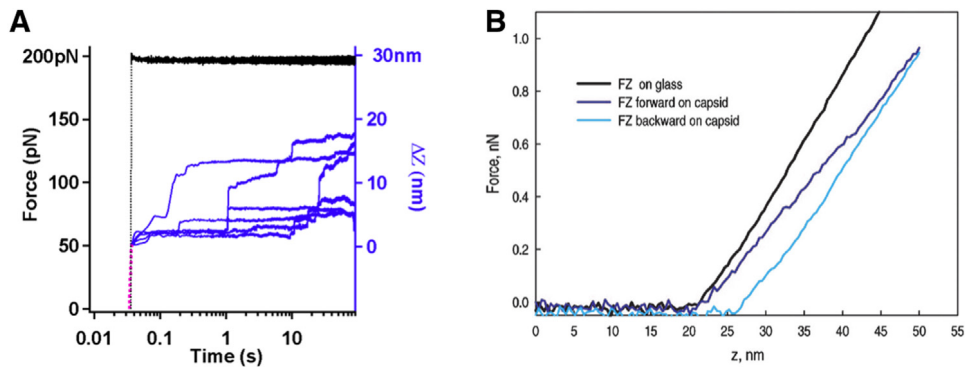 A
200pN
150
100
50
0
Force (pN)
0.01
0.1
1
10
Time (s)
30nm
20
10
0
ΔZ (nm)
B
1.0
0.8
0.6
0.4
0.2
0.0
Force, nN
FZ on glass
FZ forward on capsid
FZ backward on capsid
0
5
10
15
20
25
30
35
40
45
50
55
z, nm